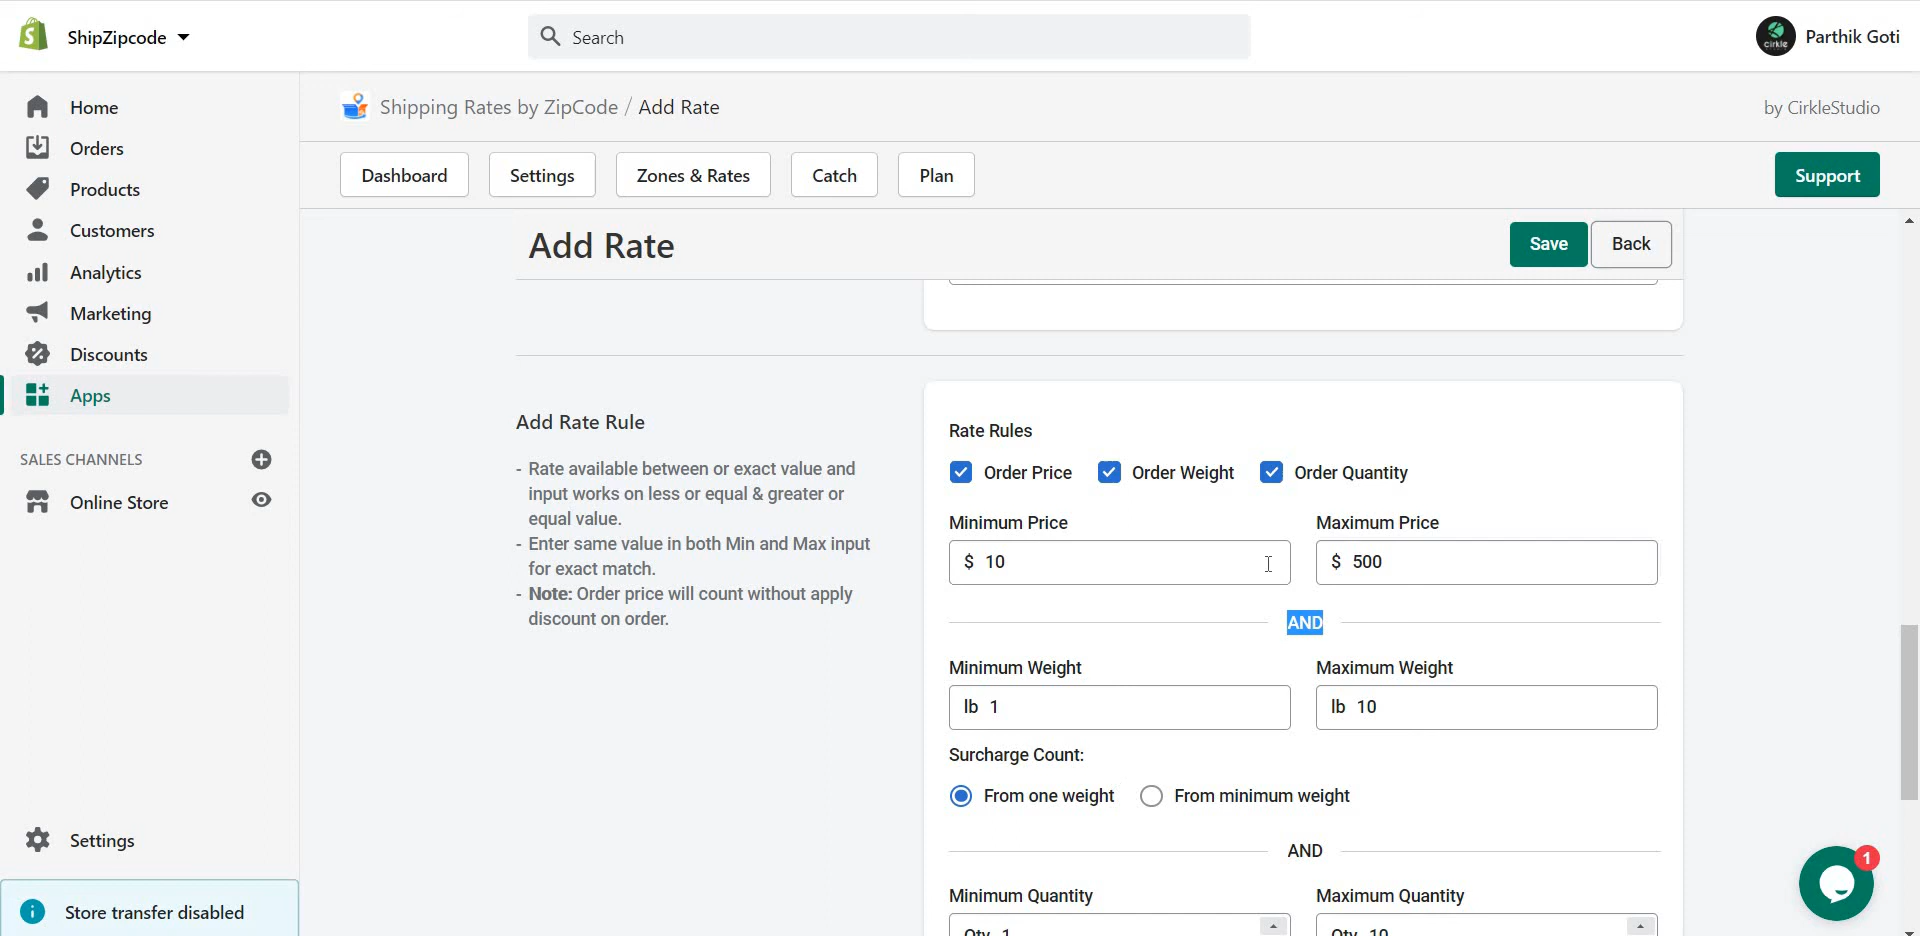 ShipZipcode
Search
Parthik Goti
Home
Orders
Products
Customers
Analytics
Marketing
Discounts
Apps
SALES CHANNELS
Online Store
Settings
Store transfer disabled
Shipping Rates by ZipCode / Add Rate
by CirkleStudio
Dashboard
Settings
Zones & Rates
Catch
Plan
Support
Add Rate
Save
Back
Add Rate Rule
- Rate available between or exact value and
input works on less or equal & greater or
equal value.
- Enter same value in both Min and Max input
for exact match.
- Note: Order price will count without apply
discount on order.
Rate Rules
Order Price
Order Weight
Order Quantity
Minimum Price
Maximum Price
$ 10
$ 500
AND
Minimum Weight
Maximum Weight
lb 1
lb 10
Surcharge Count:
From one weight
From minimum weight
AND
Minimum Quantity
Maximum Quantity
Qty 1
Qty 10
1
cirkle